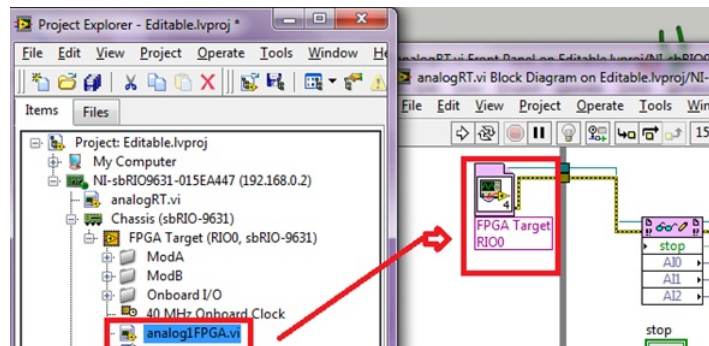 Project Explorer - Editable.lvproj *
File Edit View Project Operate Tools Window He
Items Files
Project: Editable.lvproj
My Computer
NI-sbRIO9631-015EA447 (192.168.0.2)
analogRT.vi
Chassis (sbRIO-9631)
FPGA Target (RIO0, sbRIO-9631)
ModA
ModB
Onboard I/O
40 MHz Onboard Clock
analog1FPGA.vi
analogRT.vi Front Panel on Editable.lvproj/NI-sbRIO9
analogRT.vi Block Diagram on Editable.lvproj/NI-
File Edit View Project Operate Tools Win
15
4
FPGA Target
RIO0
stop
AI0
AI1
AI2
stop